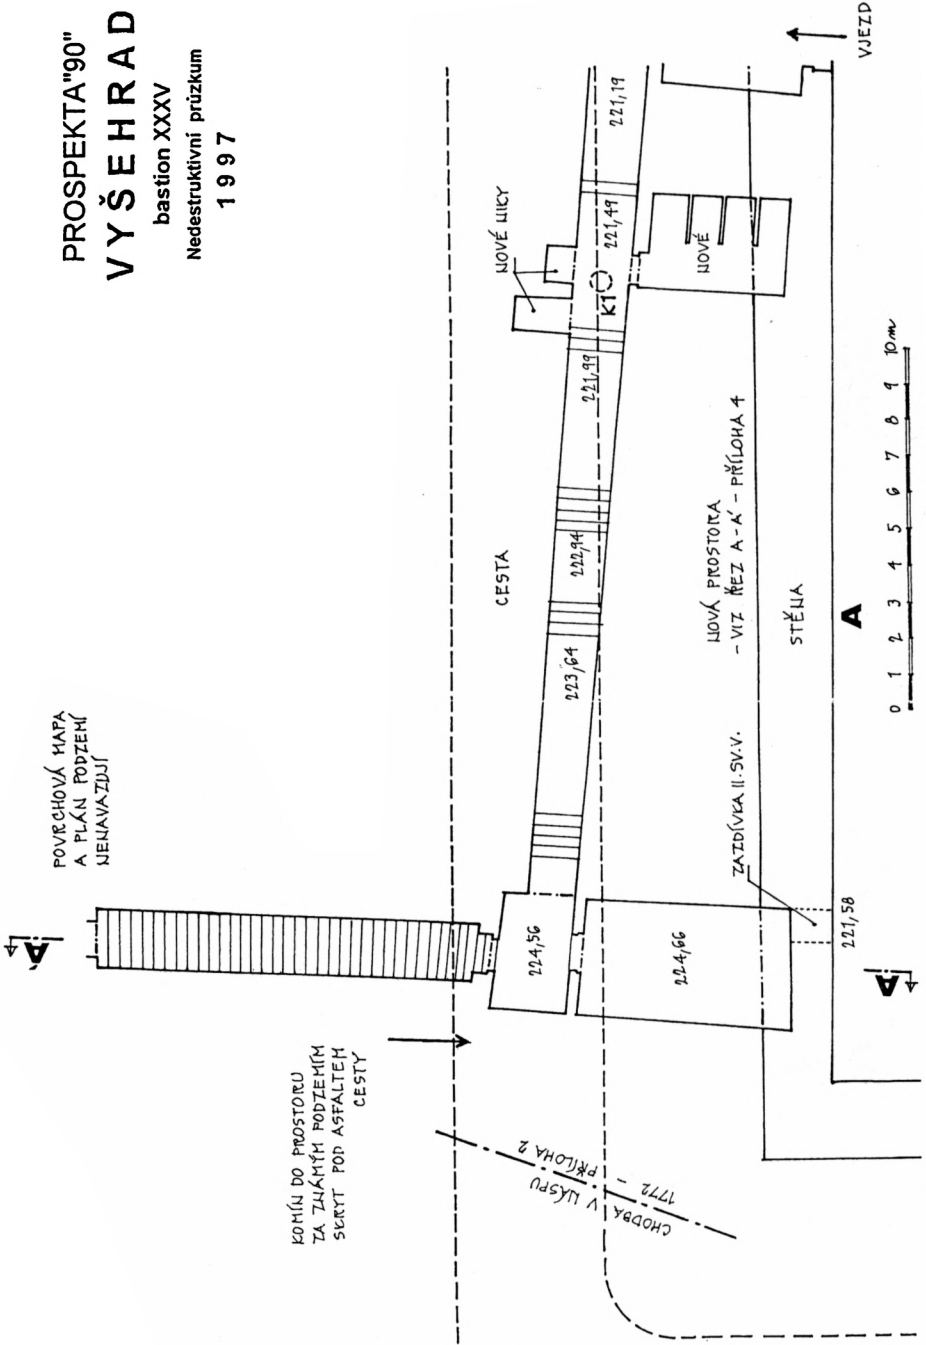 PROSPEKTA"90"
VYŠEHRAD
bastion XXXV
Nedestruktivní průzkum
1997
POVRCHOVÁ MAPA
A PLÁN PODZEMÍ
NENAVAZUJÍ
KOMÍN DO PROSTORU
ZA ZNÁMÝM PODZEMÍM
SKRYT POD ASFALTEM
CESTY
CESTA
NOVÉ NIKY
VJEZD
221,19
221,49
K1
NOVÉ
221,99
222,94
223,64
224,56
224,66
NOVÁ PROSTORA
- VIZ ŘEZ A-A' - PŘÍLOHA 4
STĚNA
ZAZDÍVKA II.SV.V.
221,58
CHODBA V NÁSPU
1772 - PŘÍLOHA 2
A'
A
A
0 1 2 3 4 5 6 7 8 9 10m